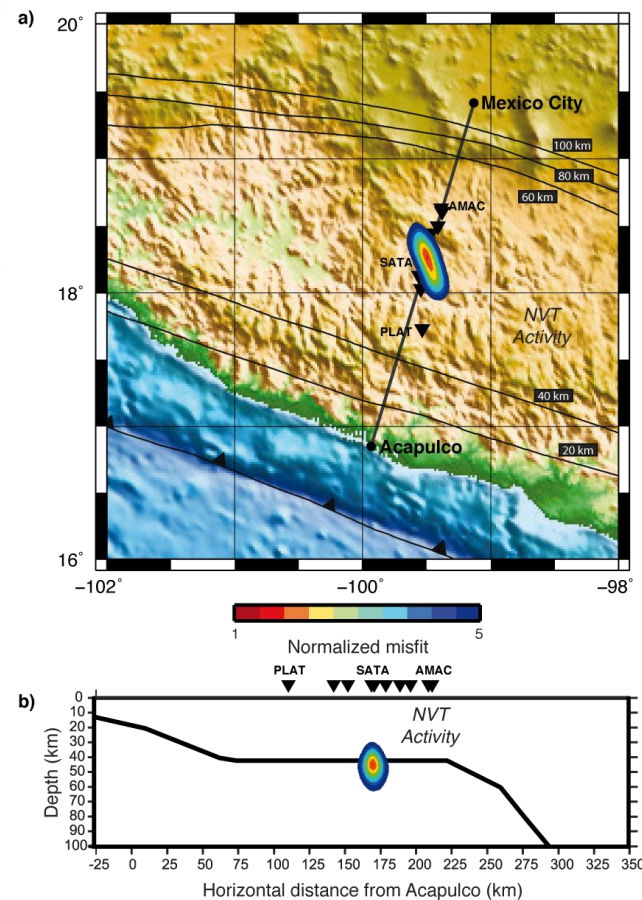 a)
20°
Mexico City
100 km
80 km
60 km
AMAC
SATA
18°
NVT
Activity
PLAT
40 km
20 km
Acapulco
16°
−102° −100° −98°
1 5
Normalized misfit
b)
PLAT SATA AMAC
NVT
Activity
Depth (km)
0
10
20
30
40
50
60
70
80
90
100
-25 0 25 50 75 100 125 150 175 200 225 250 275 300 325 350
Horizontal distance from Acapulco (km)